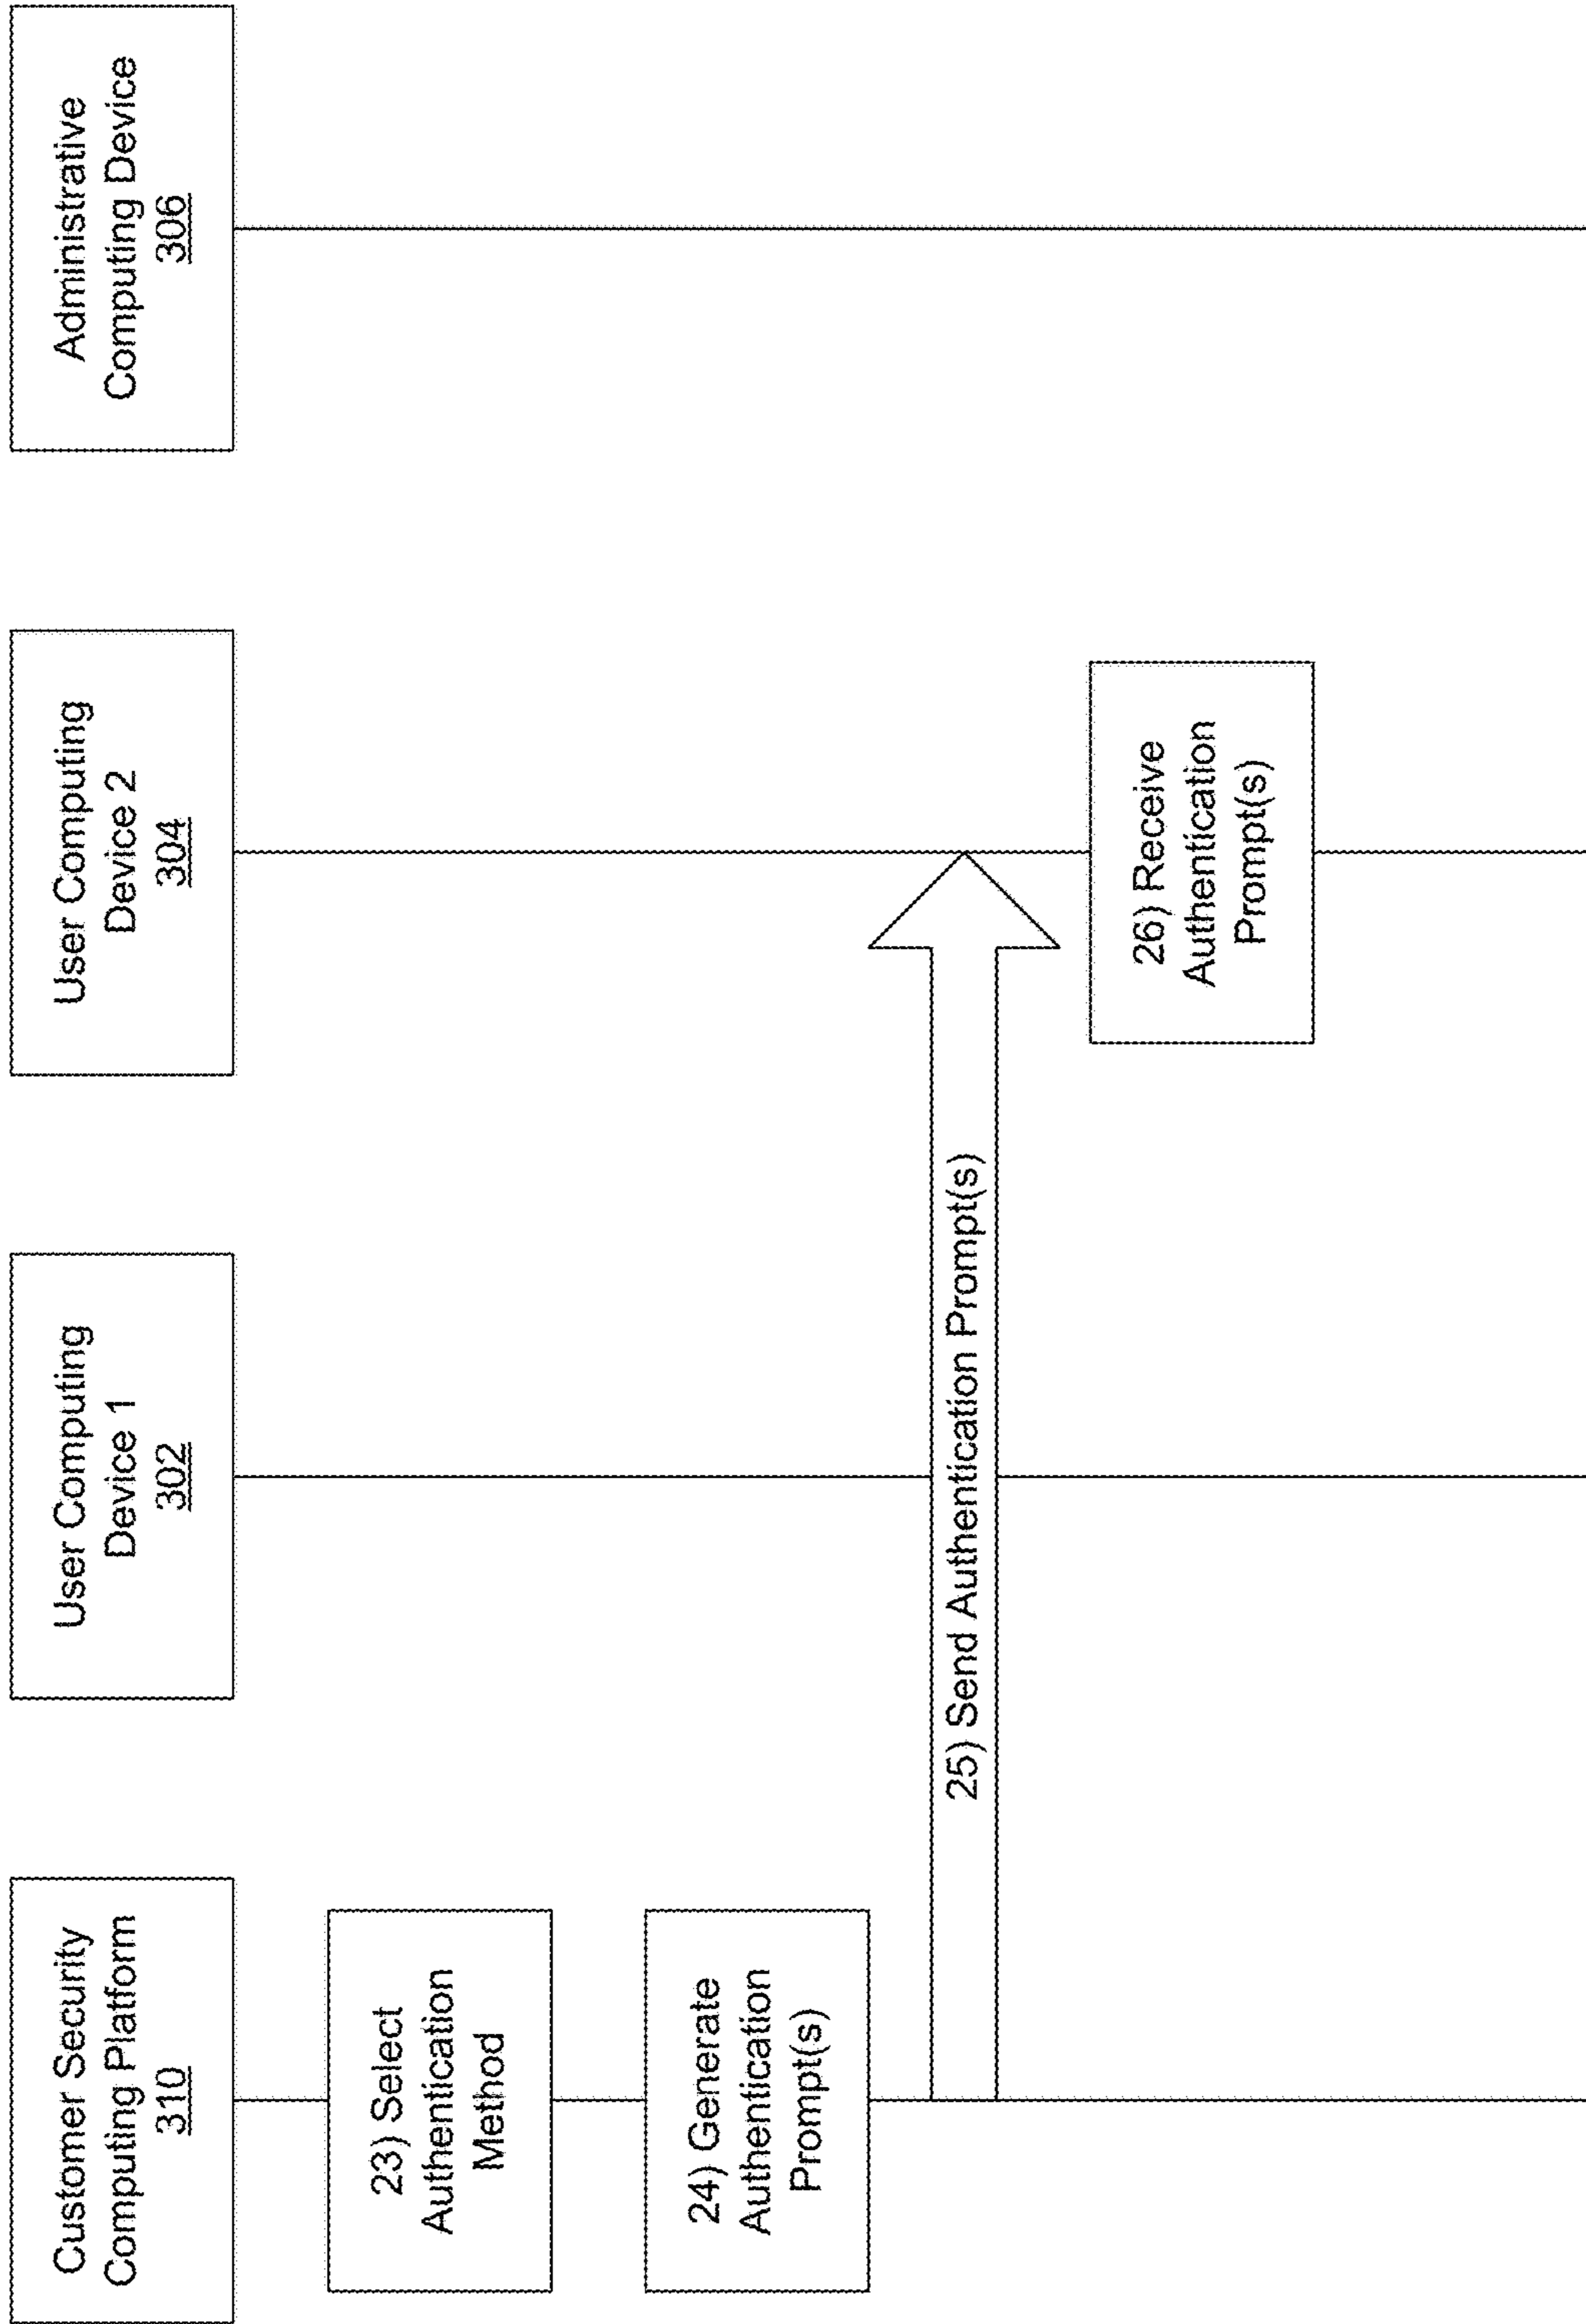 Customer Security
Computing Platform
310
User Computing
Device 1
302
User Computing
Device 2
304
Administrative
Computing Device
306
23) Select
Authentication
Method
24) Generate
Authentication
Prompt(s)
25) Send Authentication Prompt(s)
26) Receive
Authentication
Prompt(s)